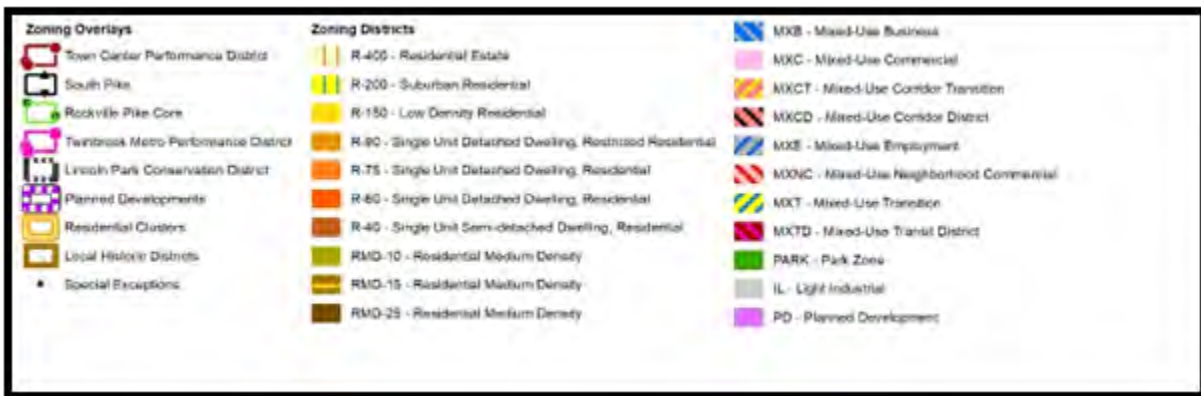 Zoning Overlays
Town Center Performance District
South Pike
Rockville Pike Core
Twinbrook Metro Performance District
Lincoln Park Conservation District
Planned Developments
Residential Clusters
Local Historic Districts
Special Exceptions
Zoning Districts
R-400 - Residential Estate
R-200 - Suburban Residential
R-150 - Low Density Residential
R-90 - Single Unit Detached Dwelling, Restricted Residential
R-75 - Single Unit Detached Dwelling, Residential
R-60 - Single Unit Detached Dwelling, Residential
R-40 - Single Unit Semi-detached Dwelling, Residential
RMD-10 - Residential Medium Density
RMD-15 - Residential Medium Density
RMD-25 - Residential Medium Density
MXB - Mixed-Use Business
MXC - Mixed-Use Commercial
MXCT - Mixed-Use Corridor Transition
MXCD - Mixed-Use Corridor District
MXE - Mixed-Use Employment
MXNC - Mixed-Use Neighborhood Commercial
MXT - Mixed-Use Transition
MXTD - Mixed-Use Transit District
PARK - Park Zone
IL - Light Industrial
PD - Planned Development